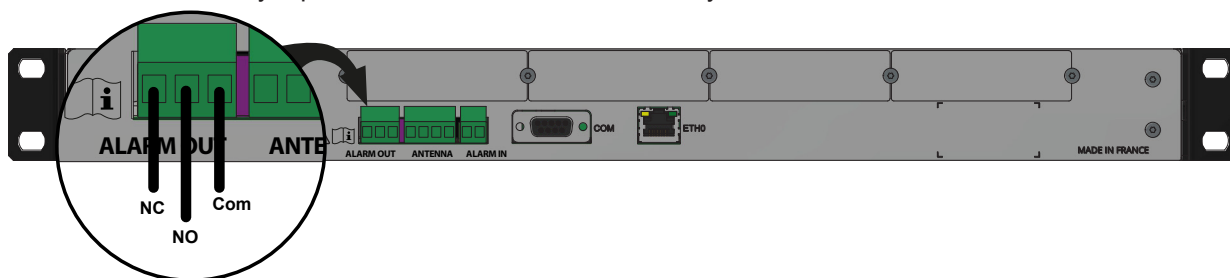 i
ALARM OUT
ANTE
NC
Com
NO
i
ALARM OUT
ANTENNA
ALARM IN
COM
ETH0
MADE IN FRANCE